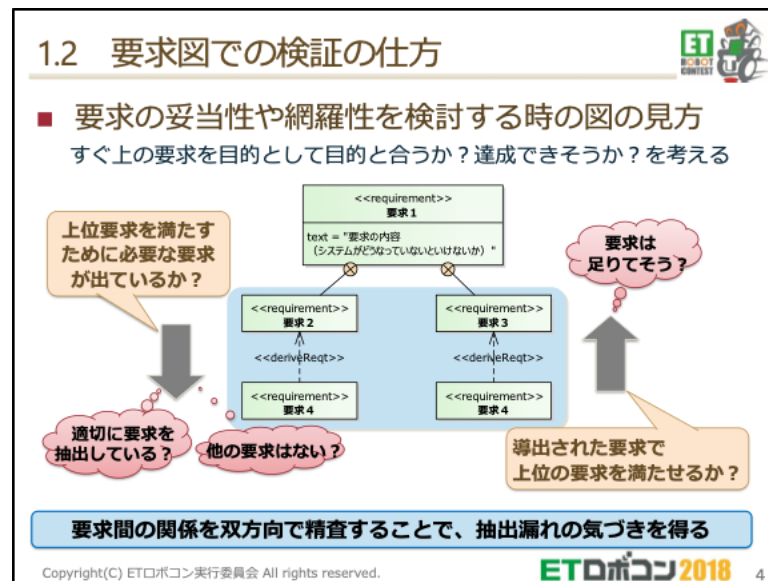 1.2 要求図での検証の仕方
ET
ROBOT
CONTEST
■ 要求の妥当性や網羅性を検討する時の図の見方
すぐ上の要求を目的として目的と合うか？達成できそうか？を考える
<<requirement>>
要求１
text = "要求の内容
（システムがどうなっていないといけないか）"
上位要求を満たす
ために必要な要求
が出ているか？
要求は
足りてそう？
<<requirement>>
要求２
<<requirement>>
要求３
<<deriveReqt>>
<<deriveReqt>>
<<requirement>>
要求４
<<requirement>>
要求４
適切に要求を
抽出している？
他の要求はない？
導出された要求で
上位の要求を満たせるか？
要求間の関係を双方向で精査することで、抽出漏れの気づきを得る
Copyright(C) ETロボコン実行委員会 All rights reserved.
ETロボコン2018
4